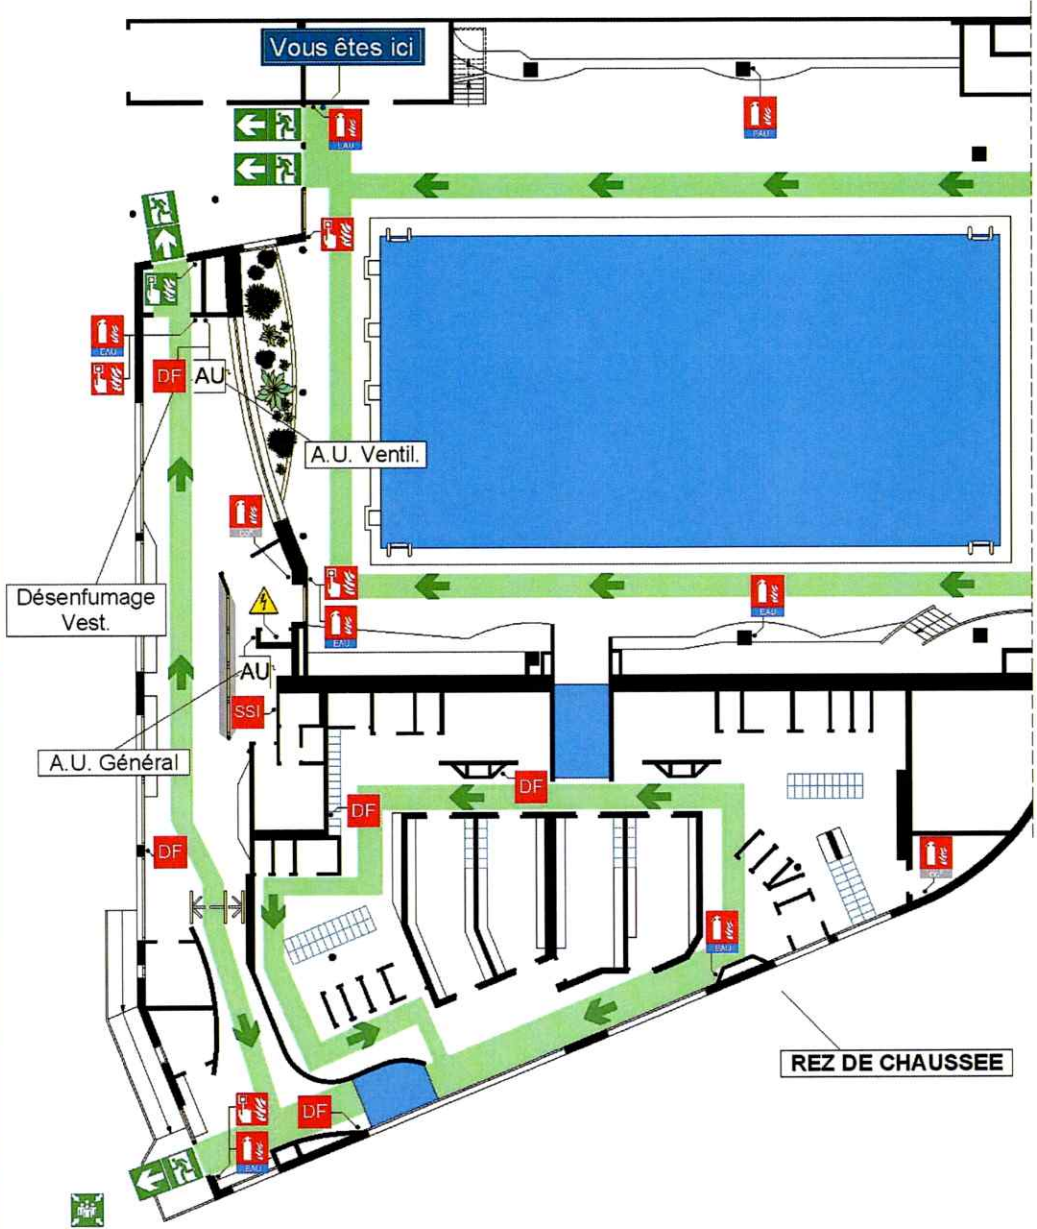 Vous êtes ici
EAU
EAU
EAU
DF
AU
A.U. Ventil.
Désenfumage
Vest.
EAU
EAU
AU
SSI
A.U. Général
DF
DF
DF
EAU
REZ DE CHAUSSEE
DF
EAU